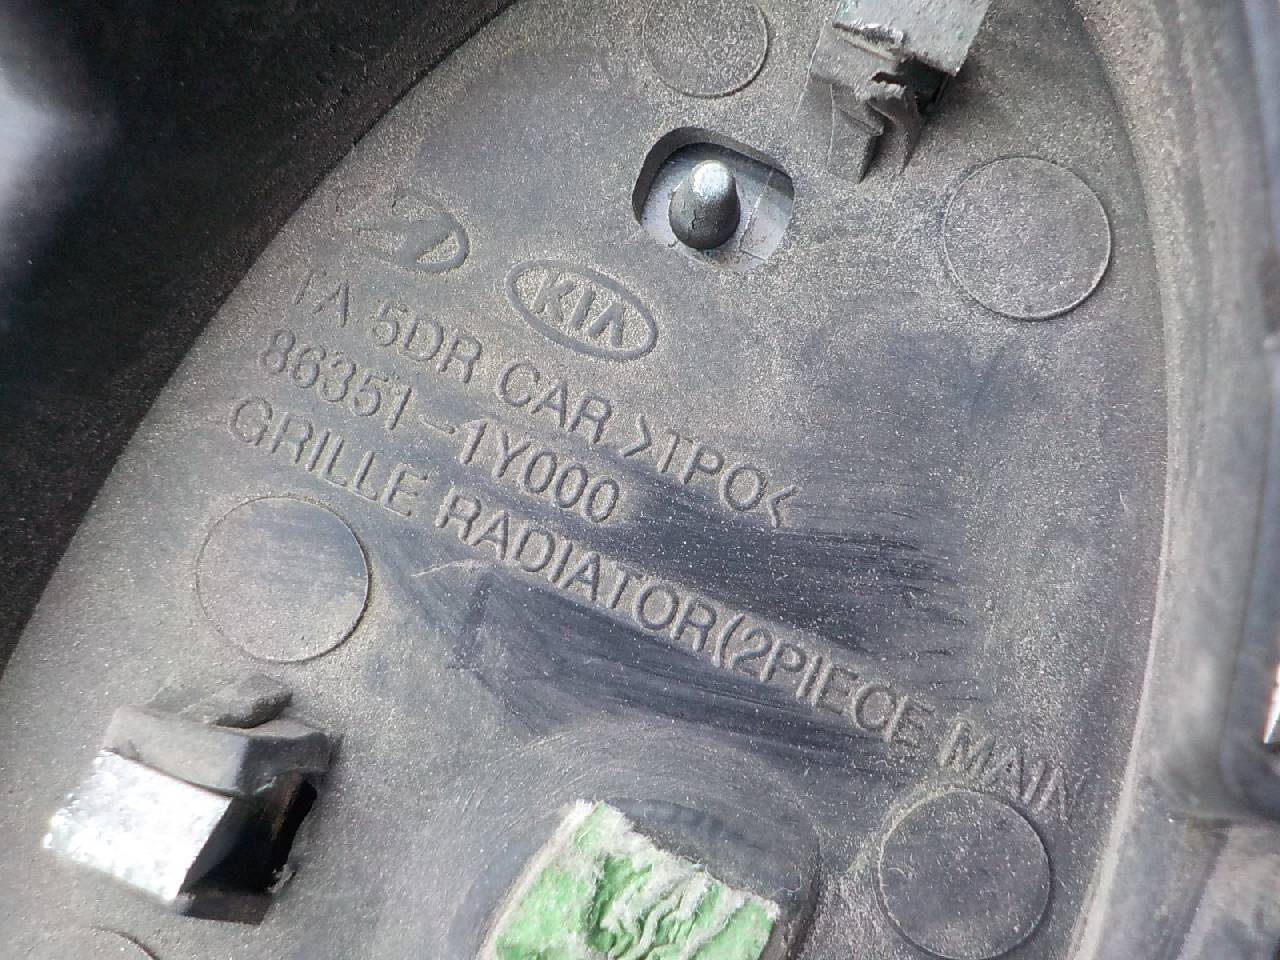 KIA
TA 5DR CAR >TPO<
86351-1Y000
GRILLE RADIATOR(2PIECE MAIN